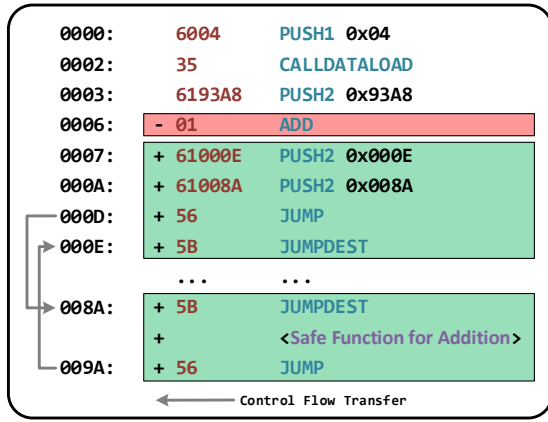 0000: 6004 PUSH1 0x04
0002: 35 CALLDATALOAD
0003: 6193A8 PUSH2 0x93A8
0006: - 01 ADD
0007: + 61000E PUSH2 0x000E
000A: + 61008A PUSH2 0x008A
000D: + 56 JUMP
000E: + 5B JUMPDEST
... ...
008A: + 5B JUMPDEST
+ <Safe Function for Addition>
009A: + 56 JUMP
Control Flow Transfer